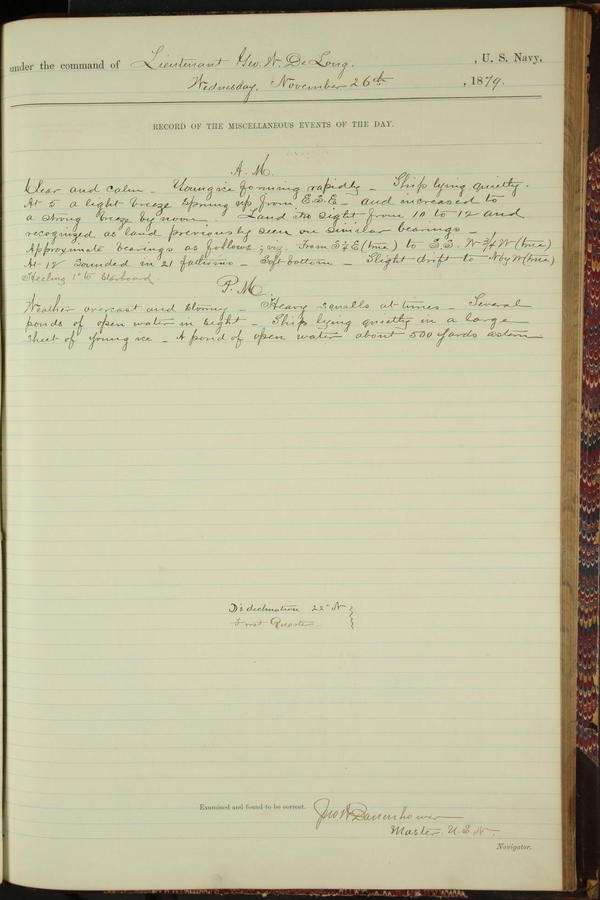 under the command of Lieutenant Geo. W. De Long. , U. S. Navy,
Wednesday, November 26th , 1879.
RECORD OF THE MISCELLANEOUS EVENTS OF THE DAY.
A. M.
Clear and calm – Young ice forming rapidly – Ship lying quietly.
At 5 a light breeze sprung up from E.S.E – and increased to
a strong breeze by noon. Land in sight from 10 to 12 and
recognized as land previously seen on similar bearings –
Approximate bearings as follows; viz. From (true) to W (true)
At 12 sounded in 21 fathoms – Soft bottom – Slight drift to N by W (true)
Heeling 1° to starboard
P. M.
Weather overcast and stormy – Heavy squalls at times – Several
ponds of open water in sight – Ship lying quietly in a large
sheet of young ice – A pond of open water about 500 yards astern
declination 22° N
First Quarter
Examined and found to be correct. Jno W Danenhower
Master. U.S.N.
Navigator.